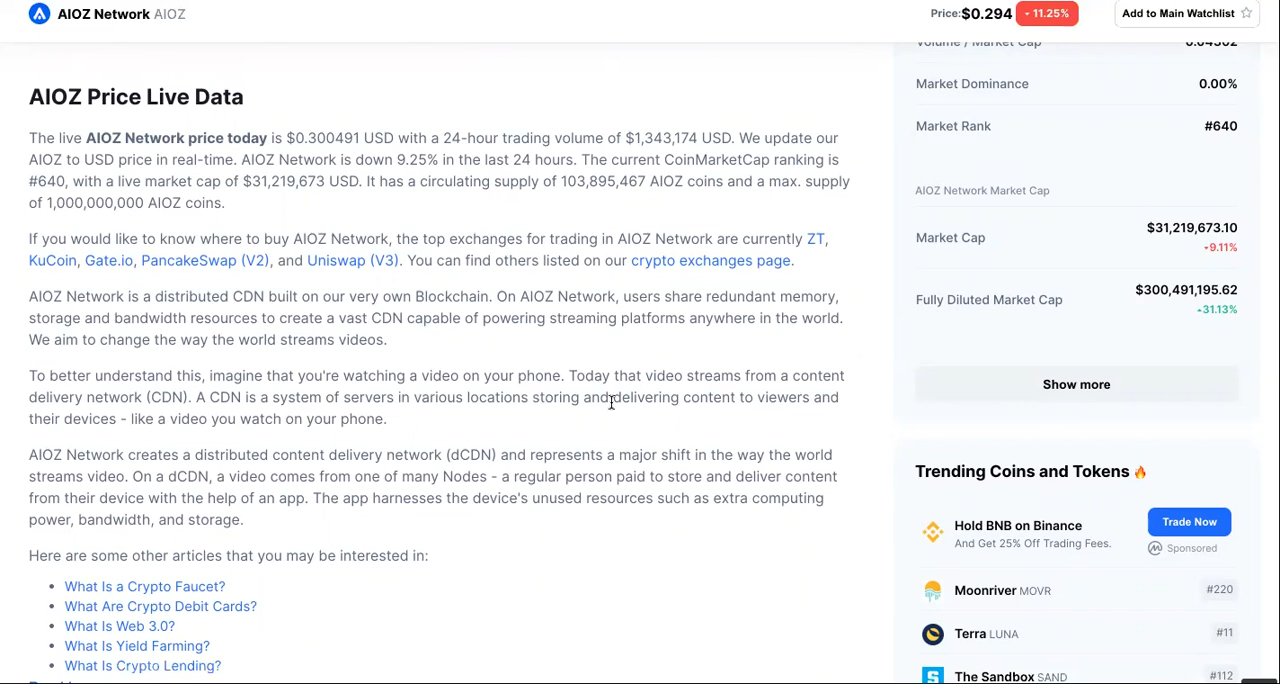 AIOZ Network AIOZ
Price:$0.294 11.25%
Add to Main Watchlist
AIOZ Price Live Data
The live AIOZ Network price today is $0.300491 USD with a 24-hour trading volume of $1,343,174 USD. We update our
AIOZ to USD price in real-time. AIOZ Network is down 9.25% in the last 24 hours. The current CoinMarketCap ranking is
#640, with a live market cap of $31,219,673 USD. It has a circulating supply of 103,895,467 AIOZ coins and a max. supply
of 1,000,000,000 AIOZ coins.
If you would like to know where to buy AIOZ Network, the top exchanges for trading in AIOZ Network are currently ZT,
KuCoin, Gate.io, PancakeSwap (V2), and Uniswap (V3). You can find others listed on our crypto exchanges page.
AIOZ Network is a distributed CDN built on our very own Blockchain. On AIOZ Network, users share redundant memory,
storage and bandwidth resources to create a vast CDN capable of powering streaming platforms anywhere in the world.
We aim to change the way the world streams videos.
To better understand this, imagine that you're watching a video on your phone. Today that video streams from a content
delivery network (CDN). A CDN is a system of servers in various locations storing and delivering content to viewers and
their devices - like a video you watch on your phone.
AIOZ Network creates a distributed content delivery network (dCDN) and represents a major shift in the way the world
streams video. On a dCDN, a video comes from one of many Nodes - a regular person paid to store and deliver content
from their device with the help of an app. The app harnesses the device's unused resources such as extra computing
power, bandwidth, and storage.
Here are some other articles that you may be interested in:
• What Is a Crypto Faucet?
• What Are Crypto Debit Cards?
• What Is Web 3.0?
• What Is Yield Farming?
• What Is Crypto Lending?
Volume / Market Cap 0.04302
Market Dominance 0.00%
Market Rank #640
AIOZ Network Market Cap
Market Cap $31,219,673.10
9.11%
Fully Diluted Market Cap $300,491,195.62
31.13%
Show more
Trending Coins and Tokens
Hold BNB on Binance
And Get 25% Off Trading Fees.
Trade Now
Sponsored
Moonriver MOVR #220
Terra LUNA #11
The Sandbox SAND #112